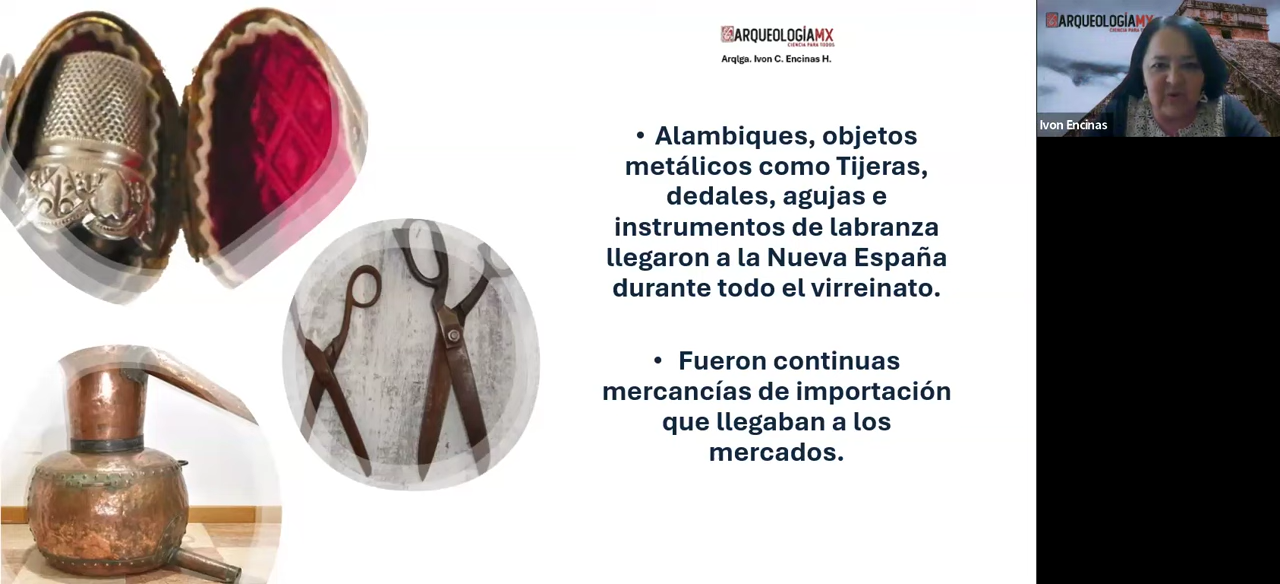 ARQUEOLOGÍAMX
CIENCIA PARA TODOS
Arqlga. Ivon C. Encinas H.
• Alambiques, objetos
metálicos como Tijeras,
dedales, agujas e
instrumentos de labranza
llegaron a la Nueva España
durante todo el virreinato.
• Fueron continuas
mercancías de importación
que llegaban a los
mercados.
ARQUEOLOGÍAMX
CIENCIA PARA TODOS
Ivon Encinas